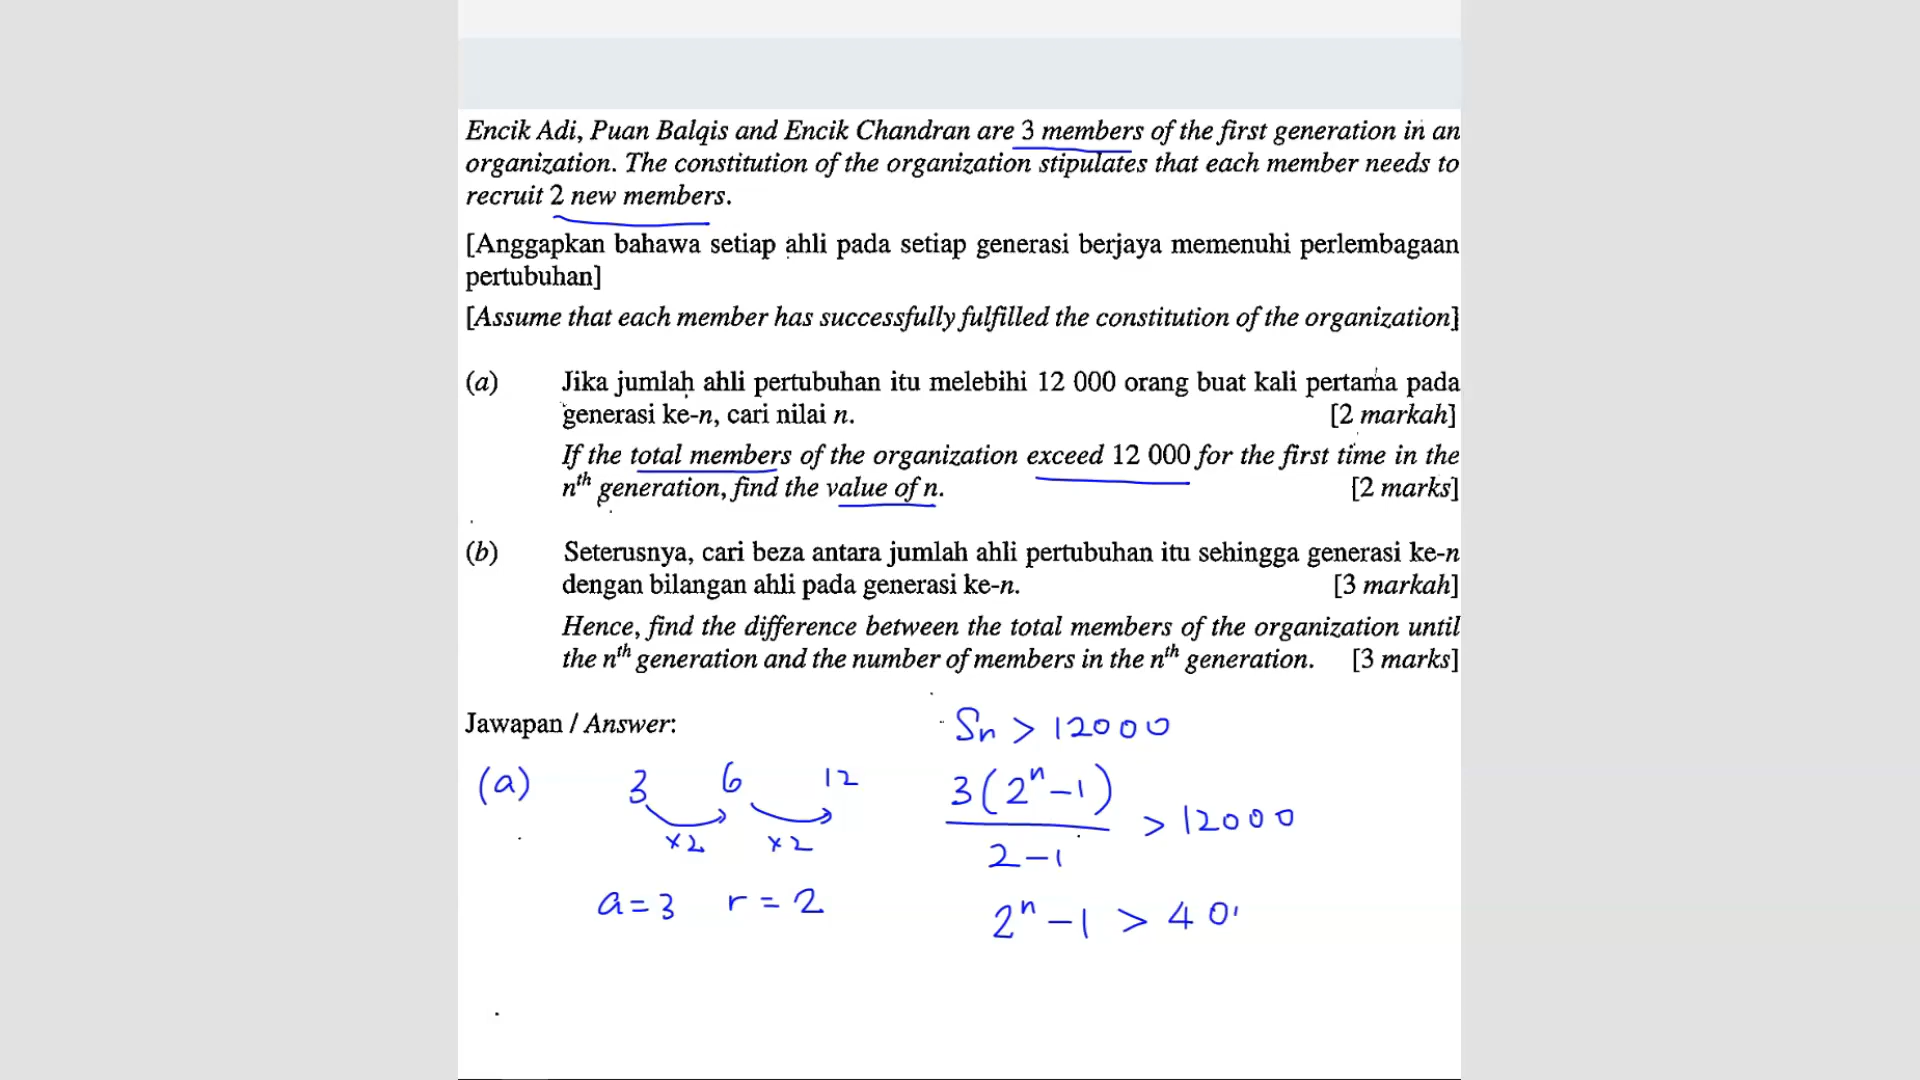 Encik Adi, Puan Balqis and Encik Chandran are 3 members of the first generation in an
organization. The constitution of the organization stipulates that each member needs to
recruit 2 new members.
[Anggapkan bahawa setiap ahli pada setiap generasi berjaya memenuhi perlembagaan
pertubuhan]
[Assume that each member has successfully fulfilled the constitution of the organization]
(a) Jika jumlah ahli pertubuhan itu melebihi 12 000 orang buat kali pertama pada
generasi ke-n, cari nilai n. [2 markah]
If the total members of the organization exceed 12 000 for the first time in the
nth generation, find the value of n. [2 marks]
(b) Seterusnya, cari beza antara jumlah ahli pertubuhan itu sehingga generasi ke-n
dengan bilangan ahli pada generasi ke-n. [3 markah]
Hence, find the difference between the total members of the organization until
the nth generation and the number of members in the nth generation. [3 marks]
Jawapan / Answer:
(a) 3 6 12
×2 ×2
a = 3 r = 2
Sn > 12000
3(2^n − 1)
2 − 1
> 12000
2^n − 1 > 40